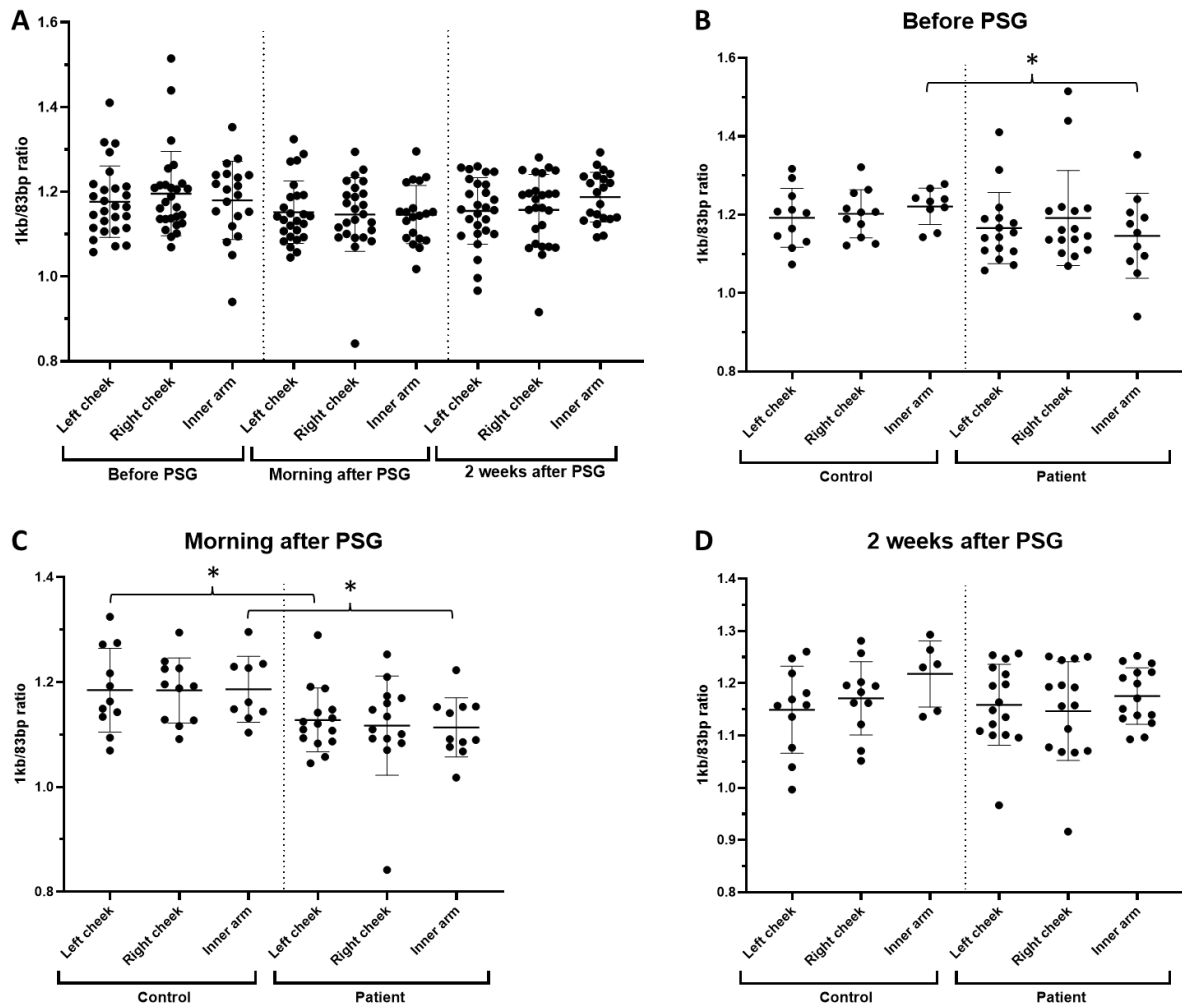 A
1kb/83bp ratio
1.6
1.4
1.2
1.0
0.8
Left cheek
Right cheek
Inner arm
Left cheek
Right cheek
Inner arm
Left cheek
Right cheek
Inner arm
Before PSG
Morning after PSG
2 weeks after PSG
B
Before PSG
*
1kb/83bp ratio
1.6
1.4
1.2
1.0
0.8
Left cheek
Right cheek
Inner arm
Left cheek
Right cheek
Inner arm
Control
Patient
C
Morning after PSG
*
*
1kb/83bp ratio
1.4
1.2
1.0
0.8
Left cheek
Right cheek
Inner arm
Left cheek
Right cheek
Inner arm
Control
Patient
D
2 weeks after PSG
1kb/83bp ratio
1.4
1.3
1.2
1.1
1.0
0.9
0.8
Left cheek
Right cheek
Inner arm
Left cheek
Right cheek
Inner arm
Control
Patient